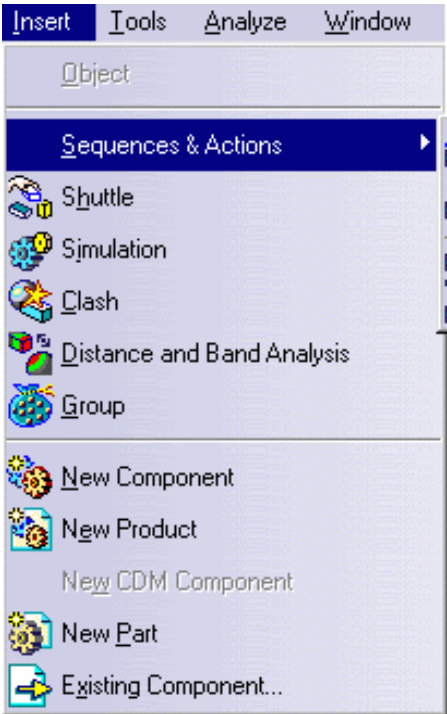 Insert Tools Analyze Window
Object
Sequences & Actions
Shuttle
Simulation
Clash
Distance and Band Analysis
Group
New Component
New Product
New CDM Component
New Part
Existing Component...